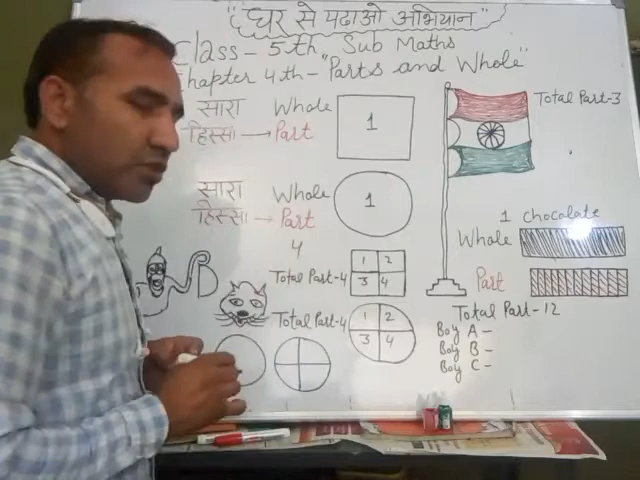 "घर से पढाओ अभियान"
Class - 5th Sub Maths
Chapter 4th - "Parts and Whole"
सारा Whole
हिस्सा → Part
1
Total Part-3
सारा Whole
हिस्सा → Part
1
4
1 chocolate
Whole
Part
Total Part-4
1 2
3 4
Total Part-4
1 2
3 4
Total Part-12
Boy A -
Boy B -
Boy C -